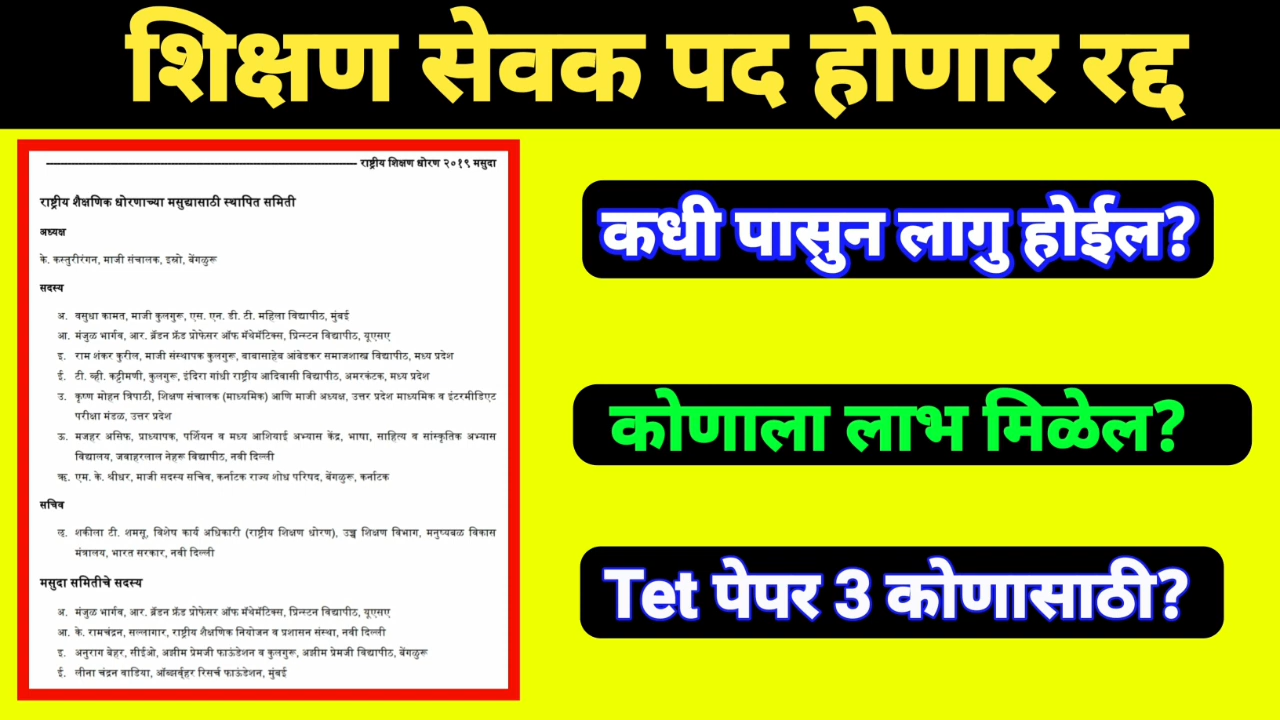 शिक्षण सेवक पद होणार रद्द
राष्ट्रीय शिक्षण धोरण २०१९ मसुदा
राष्ट्रीय शैक्षणिक धोरणाच्या मसुद्यासाठी स्थापित समिती
अध्यक्ष
के. कस्तुरीरंगन, माजी संचालक, इस्रो, बेंगळुरू
सदस्य
अ. वसुधा कामत, माजी कुलगुरू, एस. एन. डी. टी. महिला विद्यापीठ, मुंबई
आ. मंजुळ भार्गव, आर. ब्रॅंडन फ्रॅड प्रोफेसर ऑफ मॅथेमॅटिक्स, प्रिन्स्टन विद्यापीठ, यूएसए
इ. राम शंकर कुरील, माजी संस्थापक कुलगुरू, बाबासाहेब आंबेडकर समाजशास्त्र विद्यापीठ, मध्य प्रदेश
ई. टी. व्ही. कट्टीमणी, कुलगुरू, इंदिरा गांधी राष्ट्रीय आदिवासी विद्यापीठ, अमरकंटक, मध्य प्रदेश
उ. कृष्ण मोहन त्रिपाठी, शिक्षण संचालक (माध्यमिक) आणि माजी अध्यक्ष, उत्तर प्रदेश माध्यमिक व इंटरमीडिएट
परीक्षा मंडळ, उत्तर प्रदेश
ऊ. मजहर असिफ, प्राध्यापक, पर्शियन व मध्य आशियाई अभ्यास केंद्र, भाषा, साहित्य व सांस्कृतिक अभ्यास
विद्यालय, जवाहरलाल नेहरू विद्यापीठ, नवी दिल्ली
ऋ. एम. के. श्रीधर, माजी सदस्य सचिव, कर्नाटक राज्य शोध परिषद, बेंगळुरू, कर्नाटक
सचिव
ळ. शकीला टी. शमसू, विशेष कार्य अधिकारी (राष्ट्रीय शिक्षण धोरण), उच्च शिक्षण विभाग, मनुष्यबळ विकास
मंत्रालय, भारत सरकार, नवी दिल्ली
मसुदा समितीचे सदस्य
अ. मंजुळ भार्गव, आर. ब्रॅंडन फ्रॅड प्रोफेसर ऑफ मॅथेमॅटिक्स, प्रिन्स्टन विद्यापीठ, यूएसए
आ. के. रामचंद्रन, सल्लागार, राष्ट्रीय शैक्षणिक नियोजन व प्रशासन संस्था, नवी दिल्ली
इ. अनुराग बेहर, सीईओ, अझीम प्रेमजी फाऊंडेशन व कुलगुरू, अझीम प्रेमजी विद्यापीठ, बेंगळुरू
ई. लीना चंद्रन वाडिया, ऑब्झर्व्हर रिसर्च फाऊंडेशन, मुंबई
कधी पासुन लागु होईल?
कोणाला लाभ मिळेल?
Tet पेपर 3 कोणासाठी?